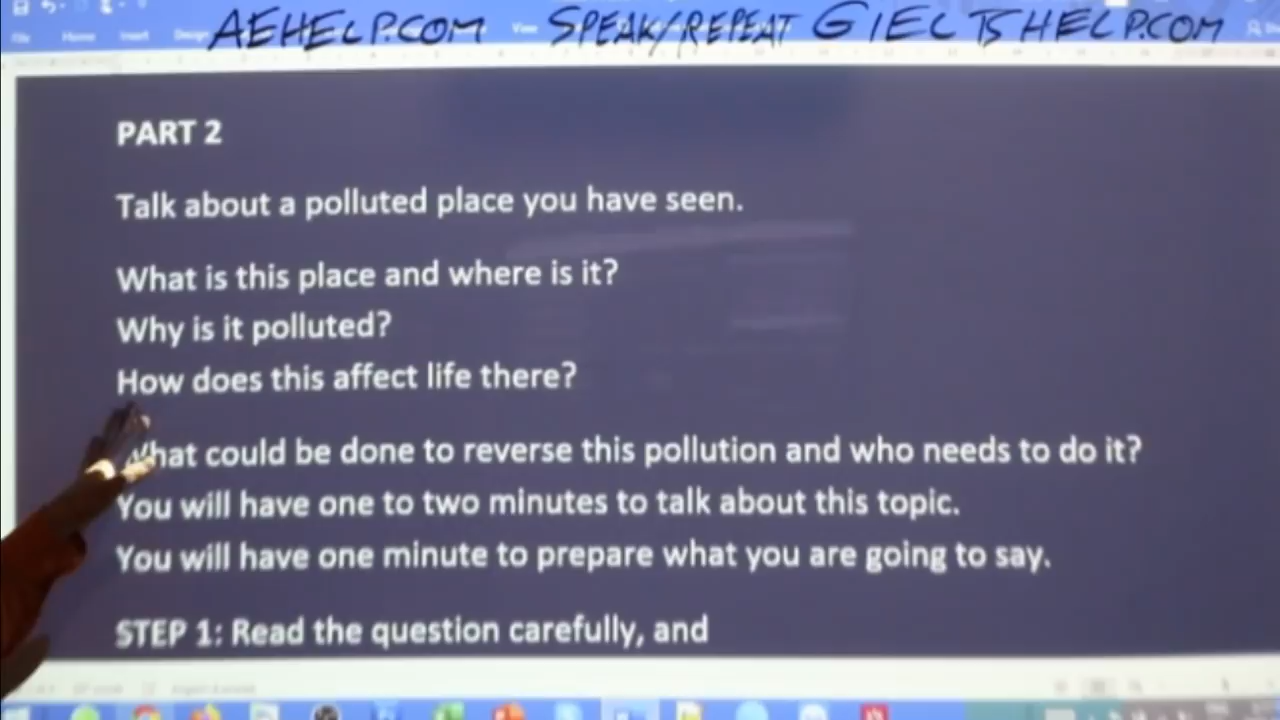 AEHELP.COM SPEAK/REPEAT GIELTSHELP.COM
PART 2
Talk about a polluted place you have seen.
What is this place and where is it?
Why is it polluted?
How does this affect life there?
What could be done to reverse this pollution and who needs to do it?
You will have one to two minutes to talk about this topic.
You will have one minute to prepare what you are going to say.
STEP 1: Read the question carefully, and